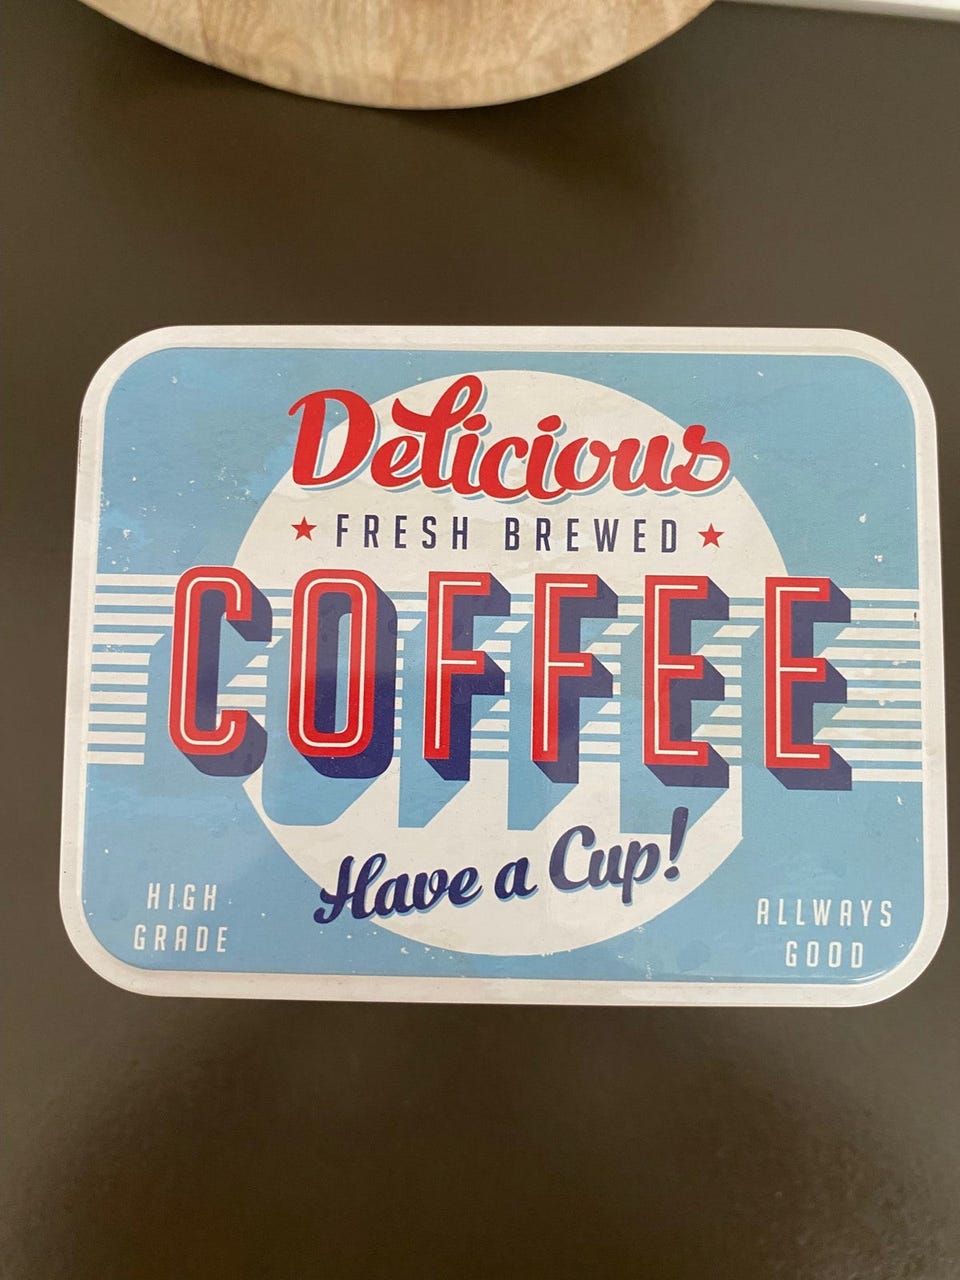 Delicious
FRESH BREWED
COFFEE
Have a Cup!
HIGH
GRADE
ALLWAYS
GOOD